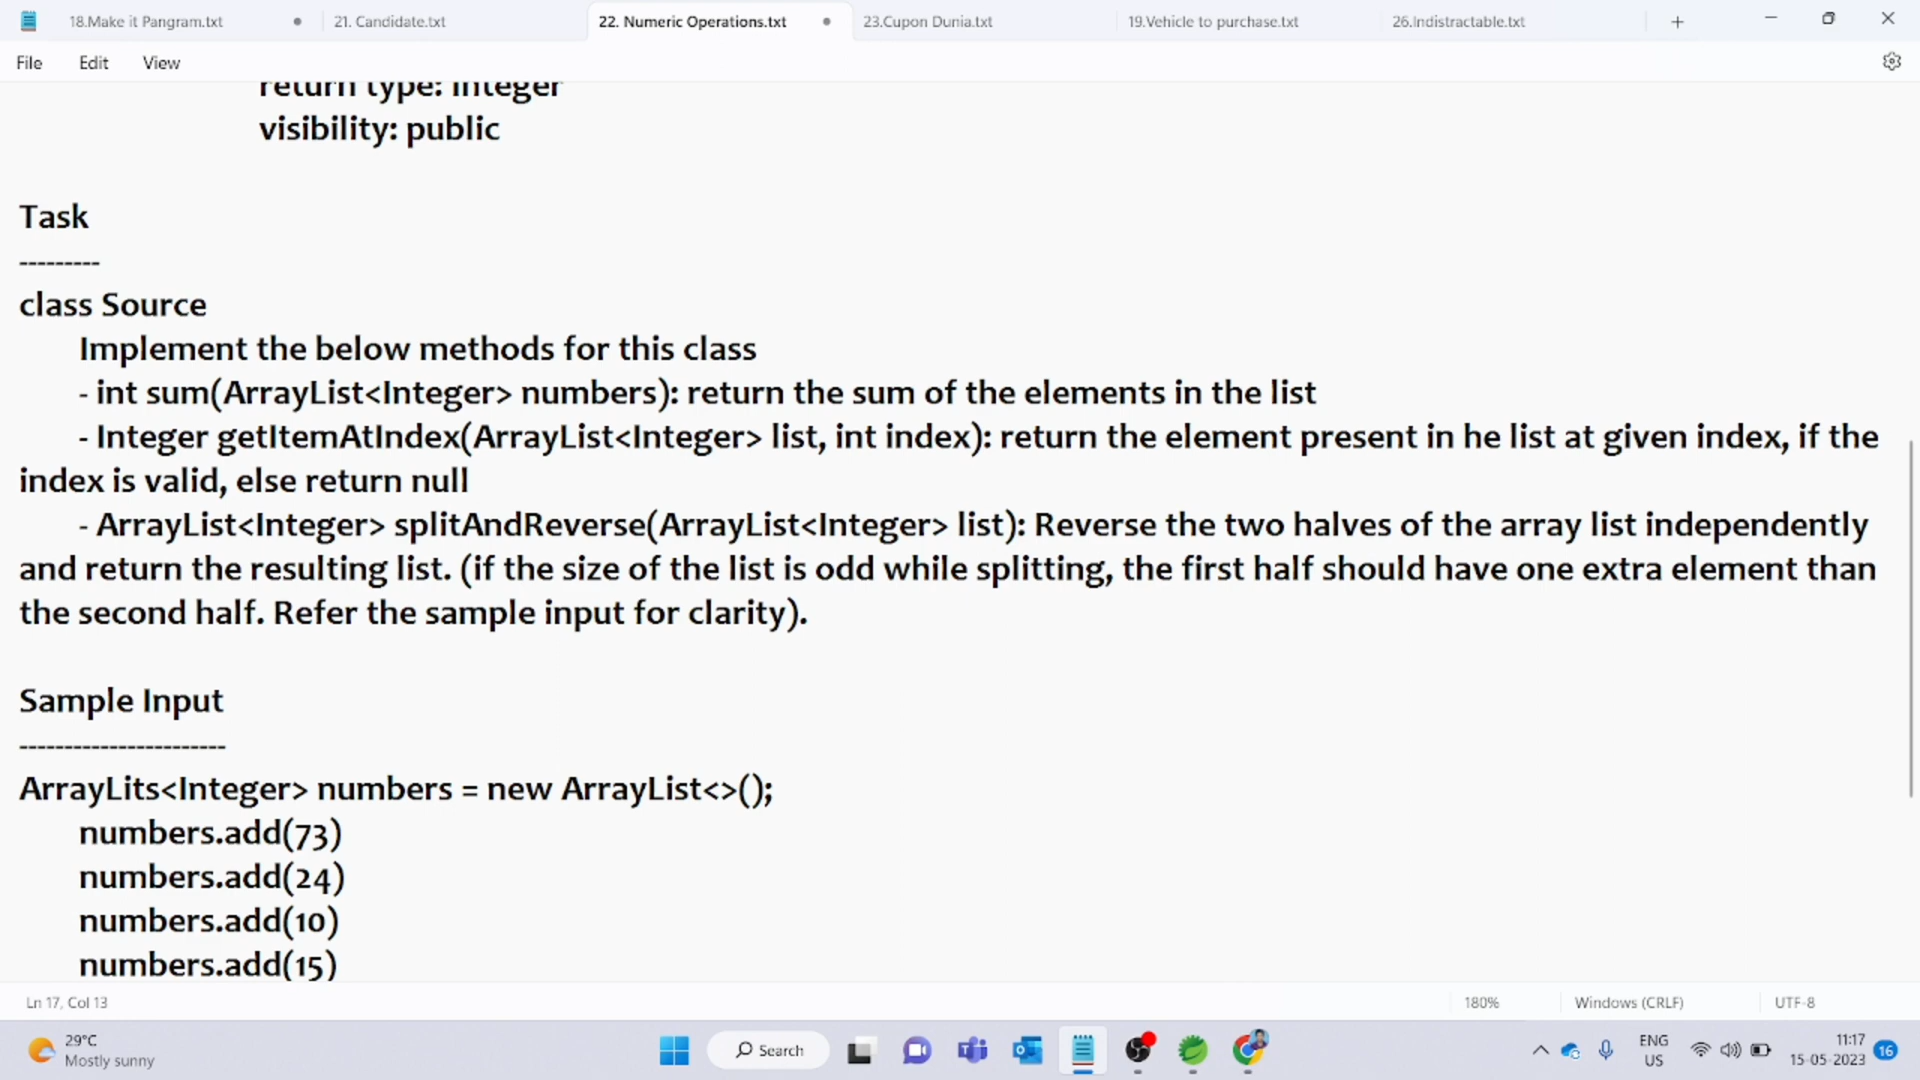 18.Make it Pangram.txt
21. Candidate.txt
22. Numeric Operations.txt
23.Cupon Dunia.txt
19.Vehicle to purchase.txt
26.Indistractable.txt
File
Edit
View
return type: Integer
visibility: public
Task
---------
class Source
Implement the below methods for this class
- int sum(ArrayList<Integer> numbers): return the sum of the elements in the list
- Integer getItemAtIndex(ArrayList<Integer> list, int index): return the element present in he list at given index, if the
index is valid, else return null
- ArrayList<Integer> splitAndReverse(ArrayList<Integer> list): Reverse the two halves of the array list independently
and return the resulting list. (if the size of the list is odd while splitting, the first half should have one extra element than
the second half. Refer the sample input for clarity).
Sample Input
-----------------------
ArrayLits<Integer> numbers = new ArrayList<>();
numbers.add(73)
numbers.add(24)
numbers.add(10)
numbers.add(15)
Ln 17, Col 13
180%
Windows (CRLF)
UTF-8
29°C
Mostly sunny
Search
ENG
US
11:17
15-05-2023
16